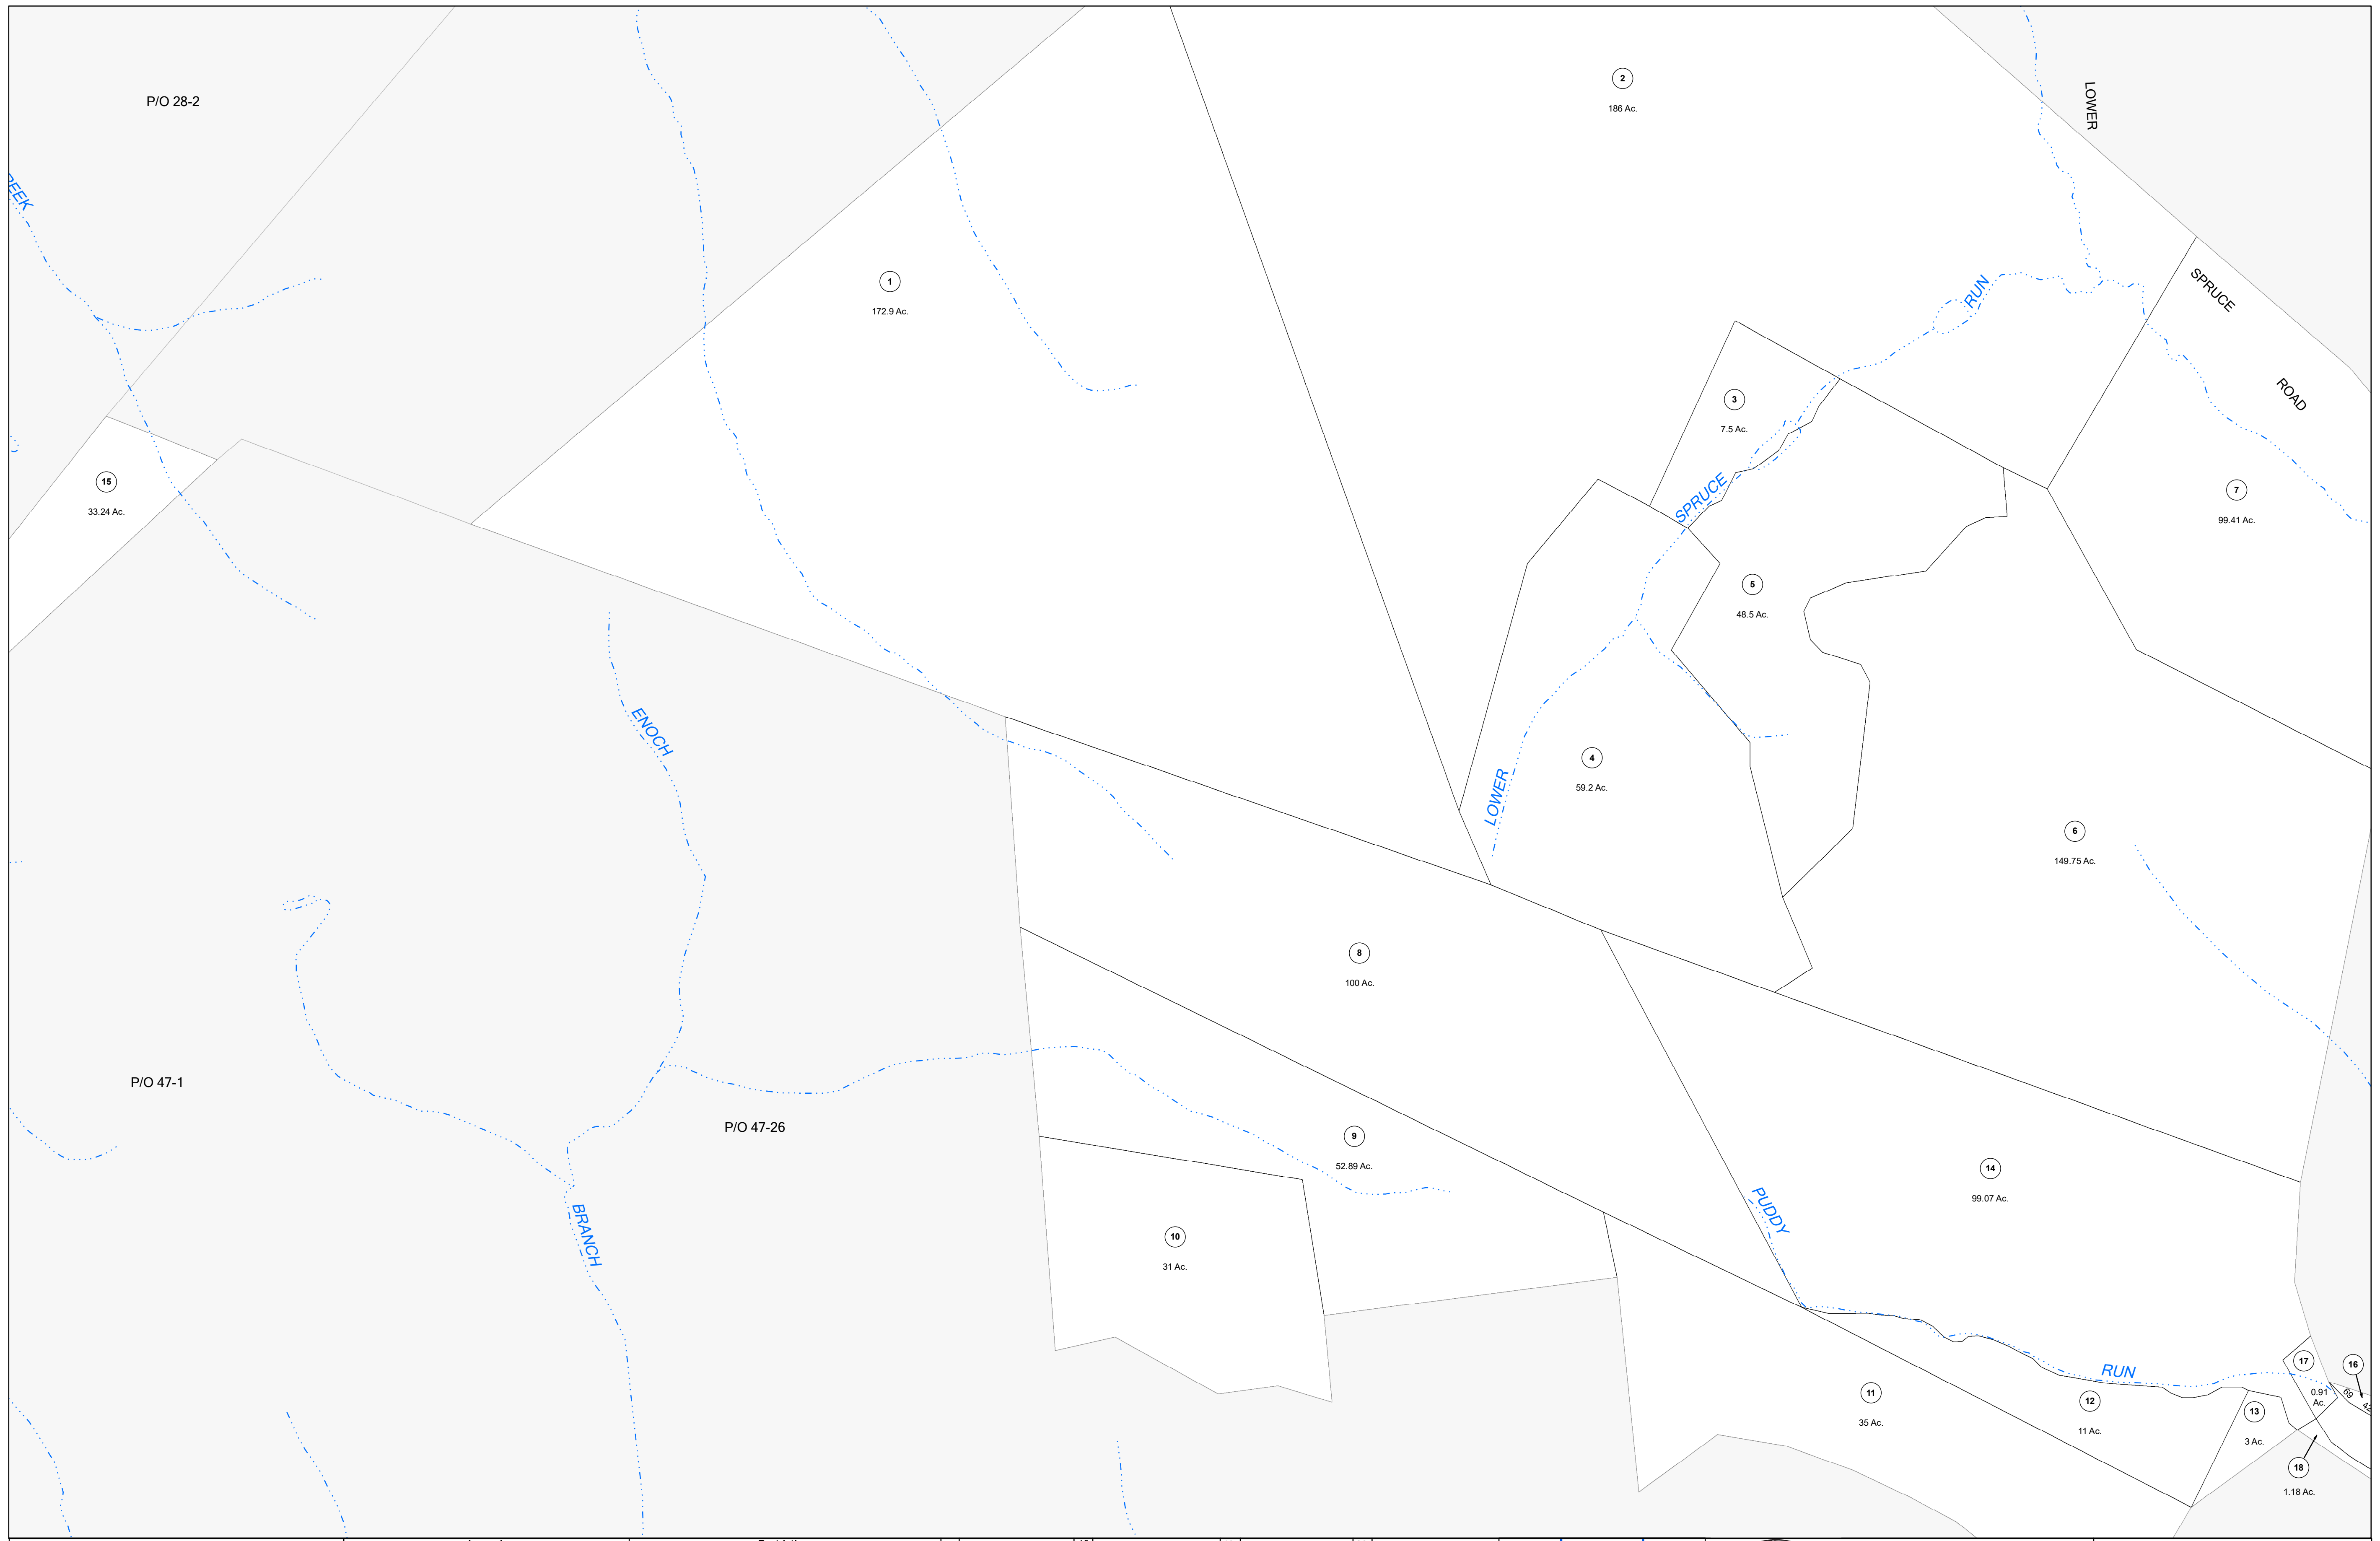 P/O 28-2
2
186 Ac.
LOWER
1
172.9 Ac.
SPRUCE
ROAD
RUN
3
7.5 Ac.
15
33.24 Ac.
SPRUCE
7
99.41 Ac.
5
48.5 Ac.
ENOCH
4
59.2 Ac.
LOWER
6
149.75 Ac.
8
100 Ac.
P/O 47-1
P/O 47-26
9
52.89 Ac.
14
99.07 Ac.
PUDDY
BRANCH
10
31 Ac.
17
16
RUN
11
35 Ac.
12
11 Ac.
0.91
Ac.
69
13
3 Ac.
18
1.18 Ac.